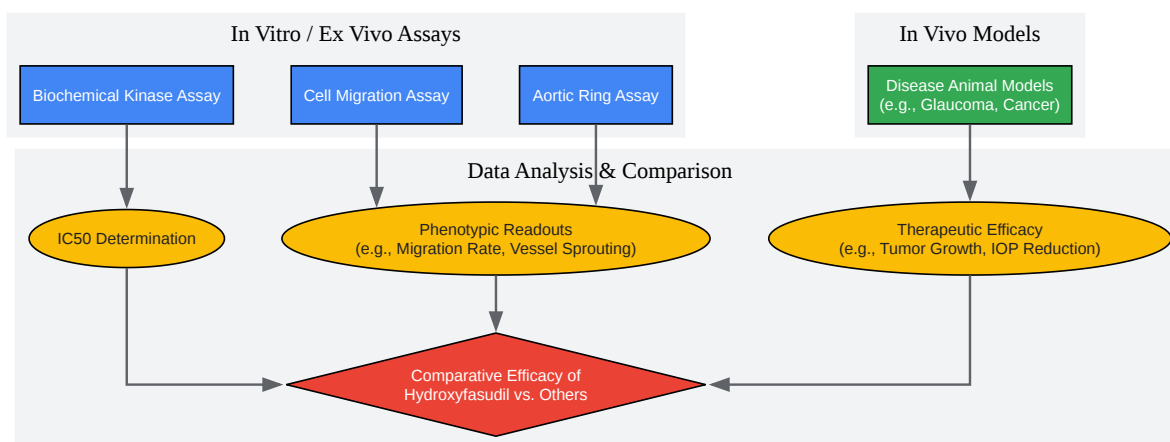 In Vitro / Ex Vivo Assays
In Vivo Models
Biochemical Kinase Assay
Cell Migration Assay
Aortic Ring Assay
Disease Animal Models
(e.g., Glaucoma, Cancer)
Data Analysis & Comparison
IC50 Determination
Phenotypic Readouts
(e.g., Migration Rate, Vessel Sprouting)
Therapeutic Efficacy
(e.g., Tumor Growth, IOP Reduction)
Comparative Efficacy of
Hydroxyfasudil vs. Others